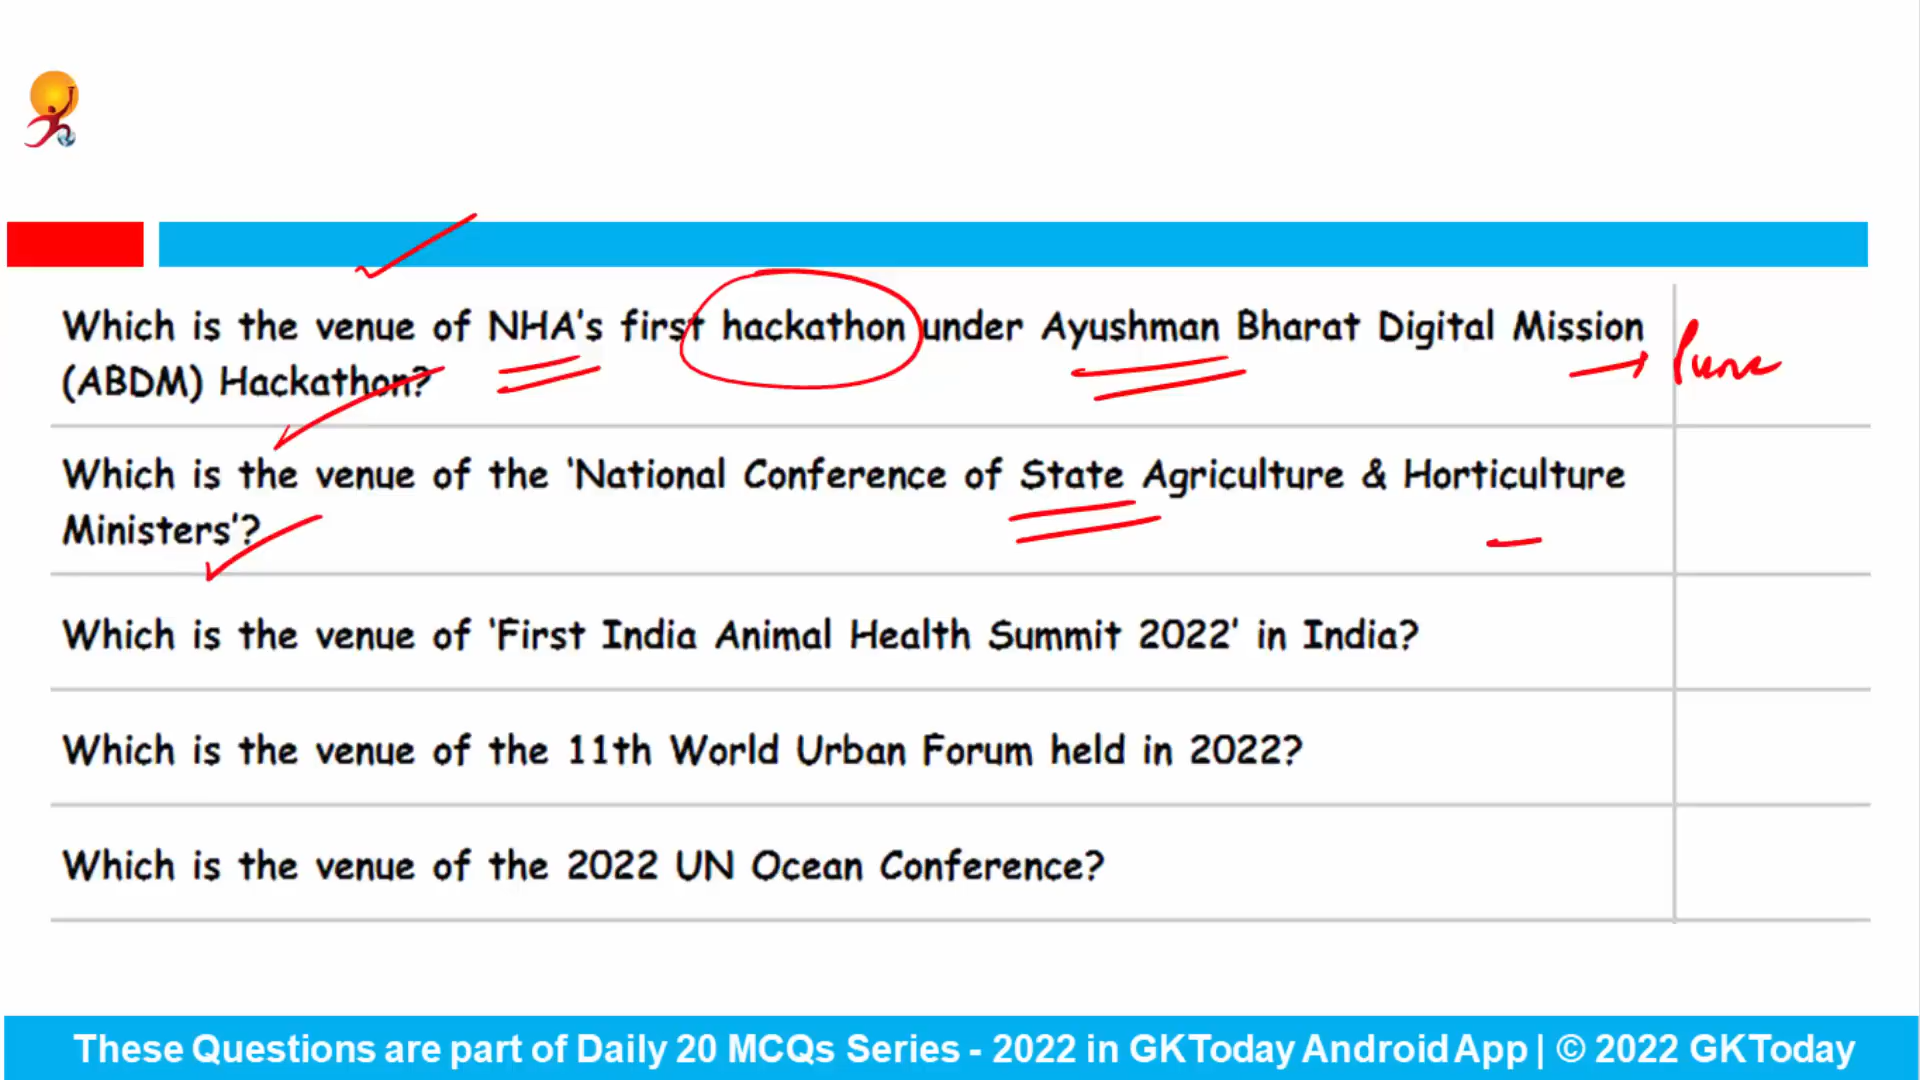 Which is the venue of NHA's first hackathon under Ayushman Bharat Digital Mission
(ABDM) Hackathon?
Pune
Which is the venue of the 'National Conference of State Agriculture & Horticulture
Ministers'?
Which is the venue of 'First India Animal Health Summit 2022' in India?
Which is the venue of the 11th World Urban Forum held in 2022?
Which is the venue of the 2022 UN Ocean Conference?
These Questions are part of Daily 20 MCQs Series - 2022 in GKToday Android App | © 2022 GKToday